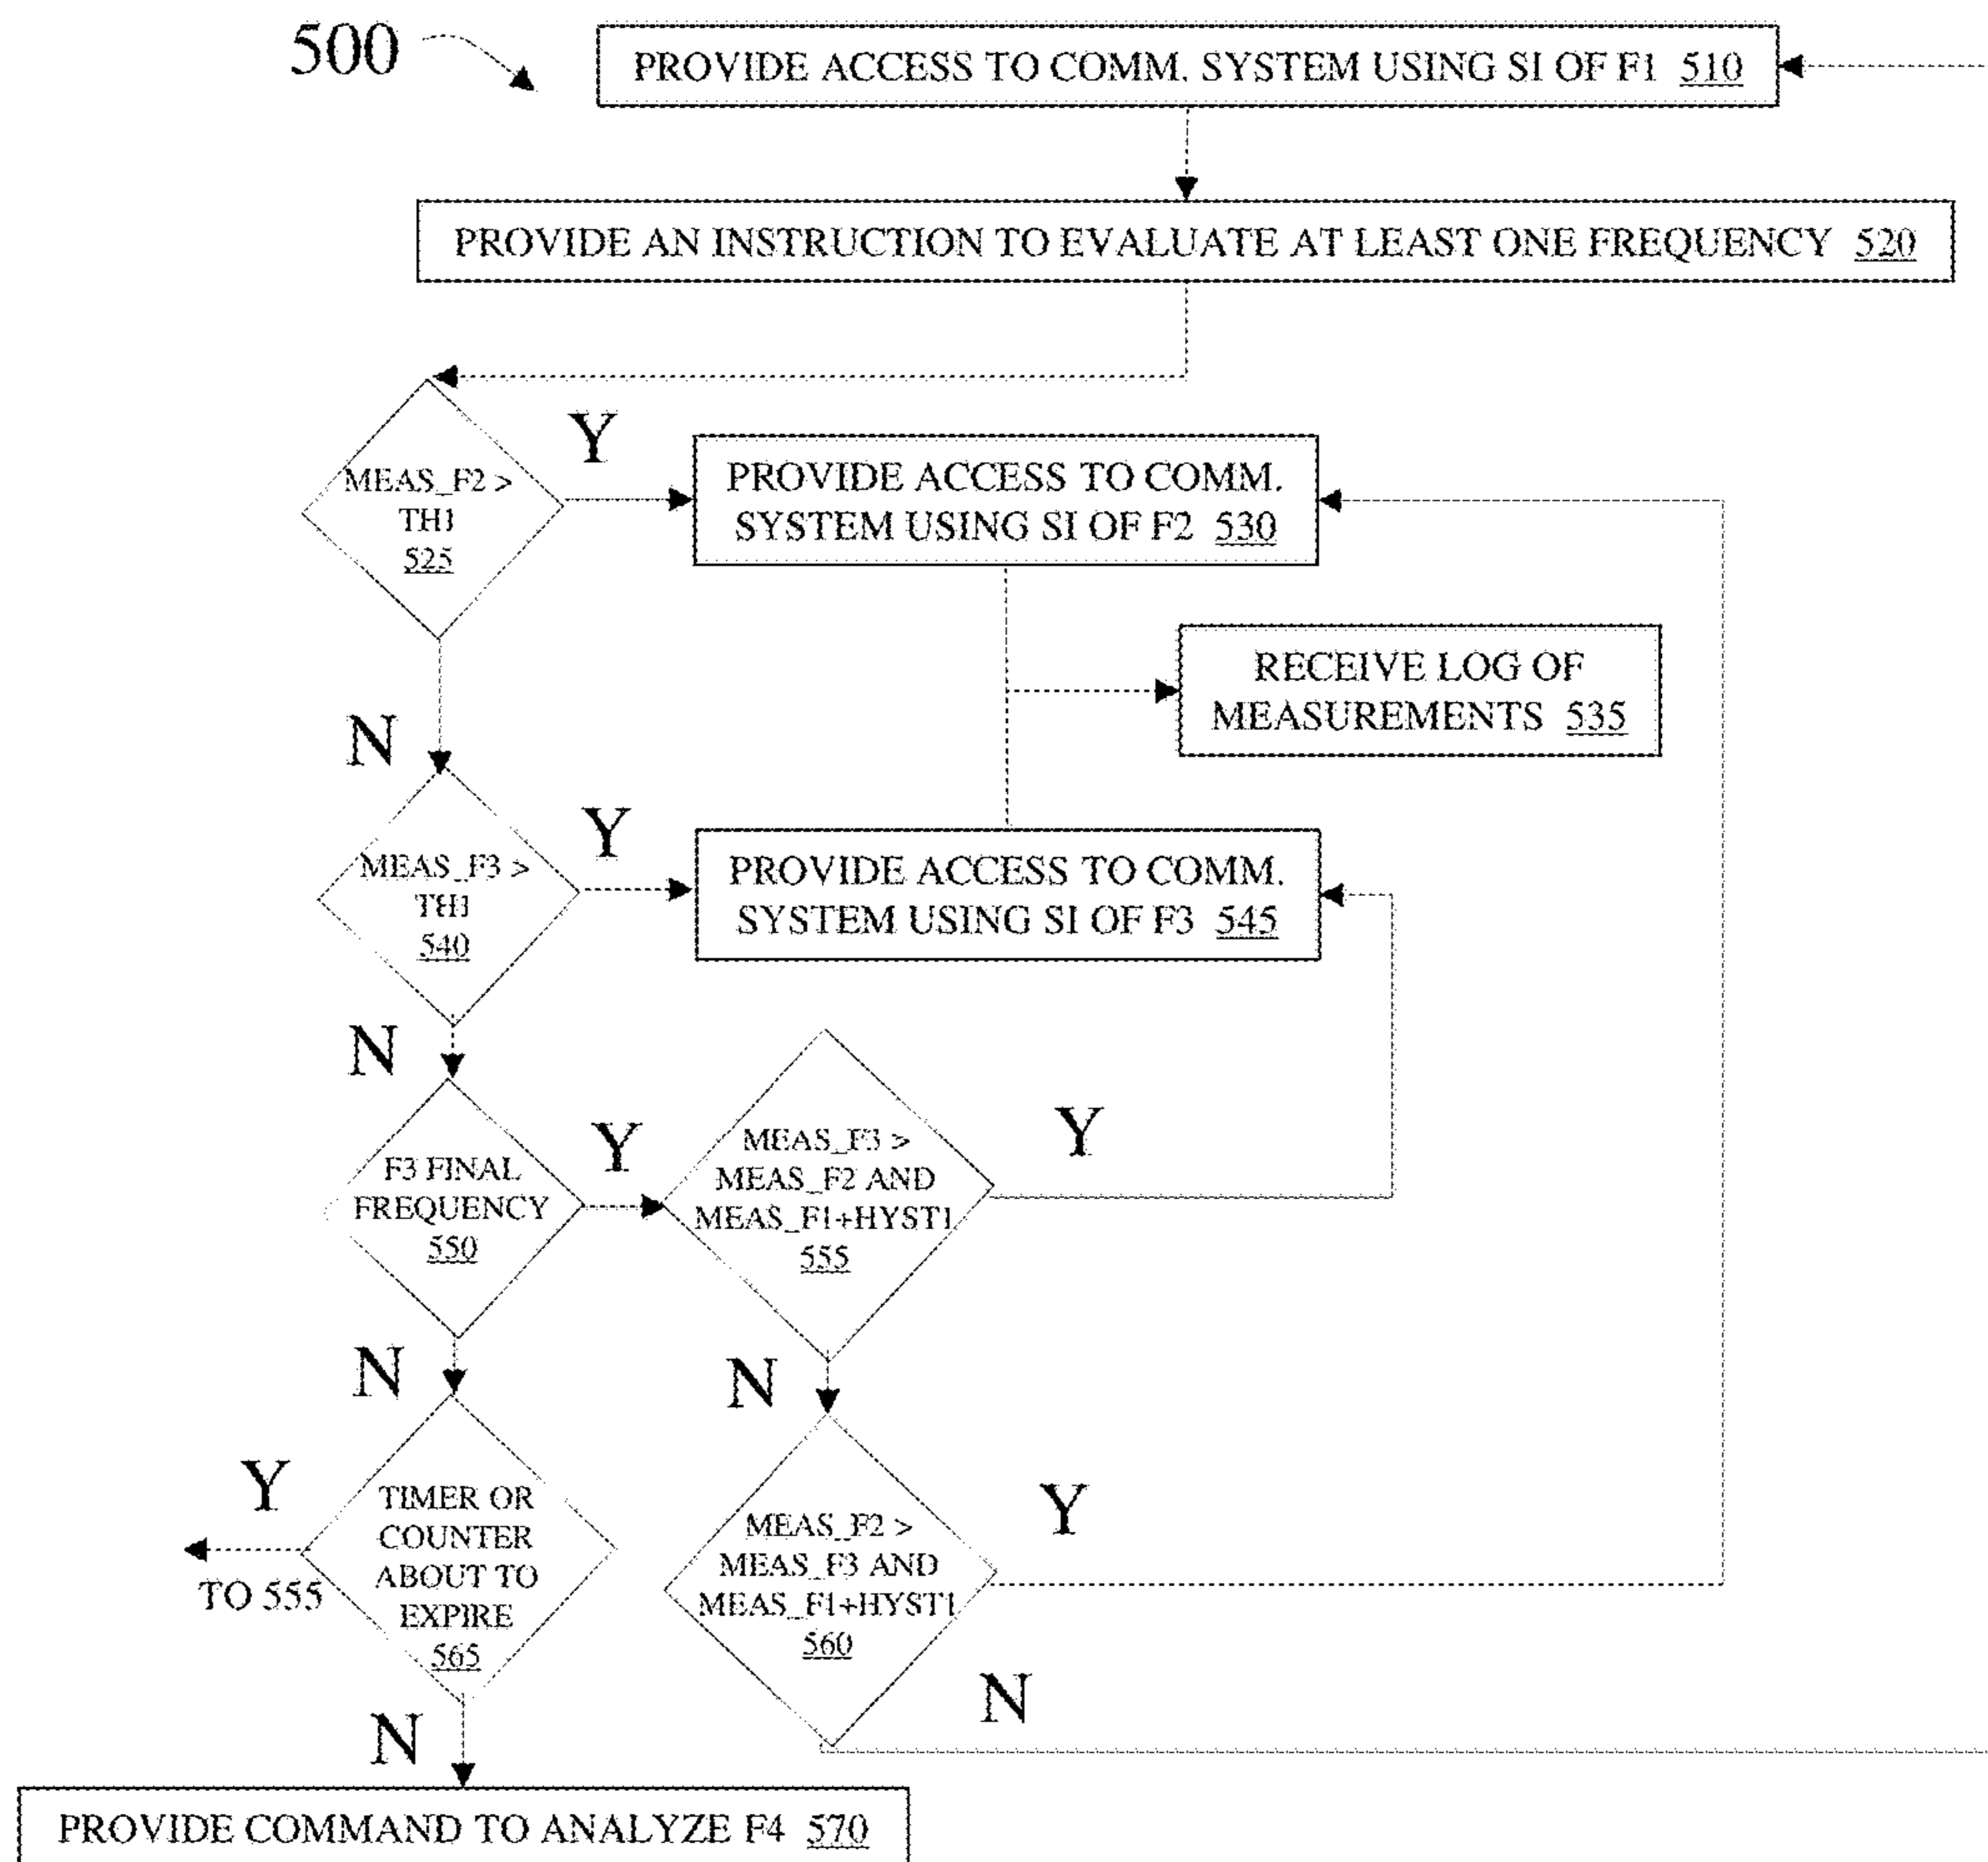 500
PROVIDE ACCESS TO COMM. SYSTEM USING SI OF F1 510
PROVIDE AN INSTRUCTION TO EVALUATE AT LEAST ONE FREQUENCY 520
MEAS_F2 >
TH1
525
Y
PROVIDE ACCESS TO COMM.
SYSTEM USING SI OF F2 530
RECEIVE LOG OF
MEASUREMENTS 535
N
MEAS_F3 >
TH1
540
Y
PROVIDE ACCESS TO COMM.
SYSTEM USING SI OF F3 545
N
F3 FINAL
FREQUENCY
550
Y
MEAS_F3 >
MEAS_F2 AND
MEAS_F1+HYST1
555
Y
N
N
TIMER OR
COUNTER
ABOUT TO
EXPIRE
565
Y
TO 555
MEAS_F2 >
MEAS_F3 AND
MEAS_F1+HYST1
560
Y
N
N
PROVIDE COMMAND TO ANALYZE F4 570